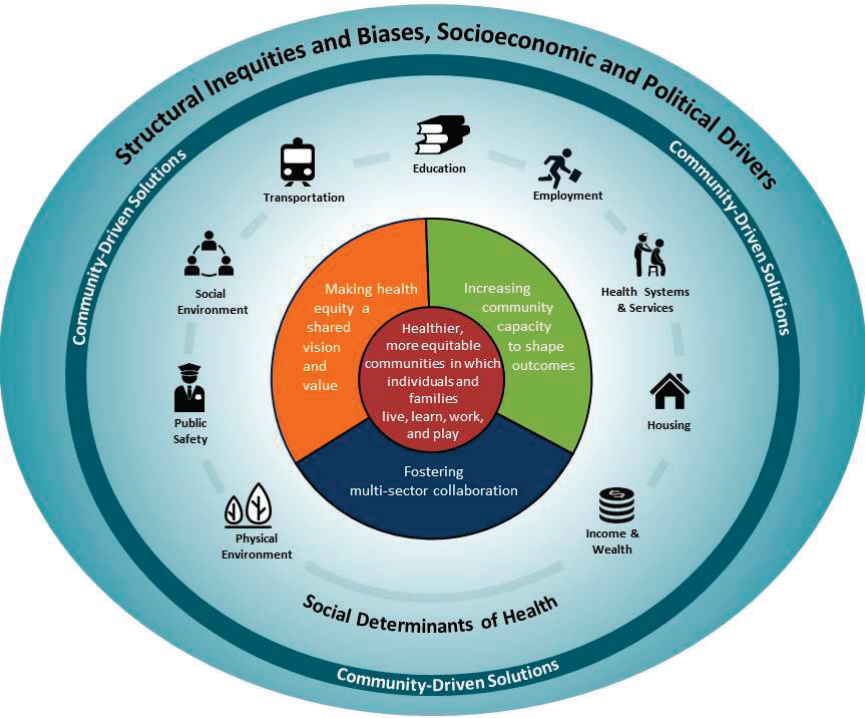 Structural Inequities and Biases, Socioeconomic and Political Drivers
Community-Driven Solutions
Community-Driven Solutions
Education
Transportation
Employment
Social
Environment
Health Systems
& Services
Public
Safety
Housing
Physical
Environment
Income &
Wealth
Making health
equity a
shared
vision
and
value
Increasing
community
capacity
to shape
outcomes
Healthier,
more equitable
communities in which
individuals and
families
live, learn, work,
and play
Fostering
multi-sector collaboration
Social Determinants of Health
Community-Driven Solutions